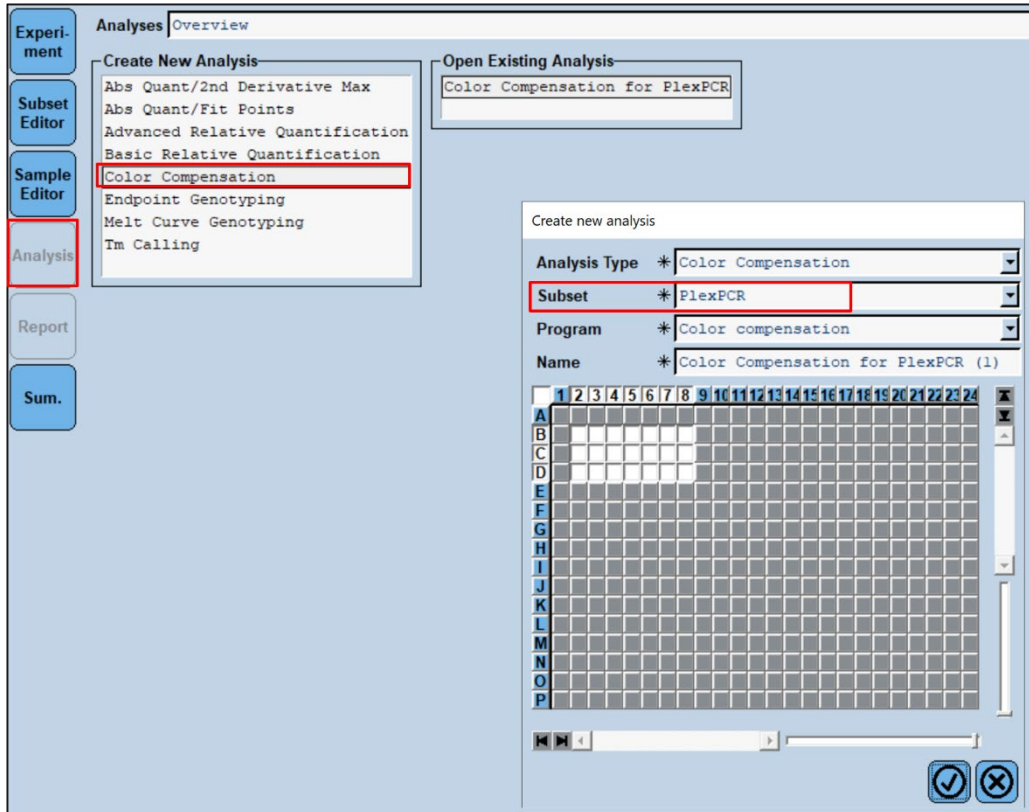 Experi-
ment
Subset
Editor
Sample
Editor
Analysis
Report
Sum.
Analyses Overview
Create New Analysis
Abs Quant/2nd Derivative Max
Abs Quant/Fit Points
Advanced Relative Quantification
Basic Relative Quantification
Color Compensation
Endpoint Genotyping
Melt Curve Genotyping
Tm Calling
Open Existing Analysis
Color Compensation for PlexPCR
Create new analysis
Analysis Type * Color Compensation
Subset * PlexPCR
Program * Color compensation
Name * Color Compensation for PlexPCR (1)
1 2 3 4 5 6 7 8 9 10 11 12 13 14 15 16 17 18 19 20 21 22 23 24
A
B
C
D
E
F
G
H
I
J
K
L
M
N
O
P